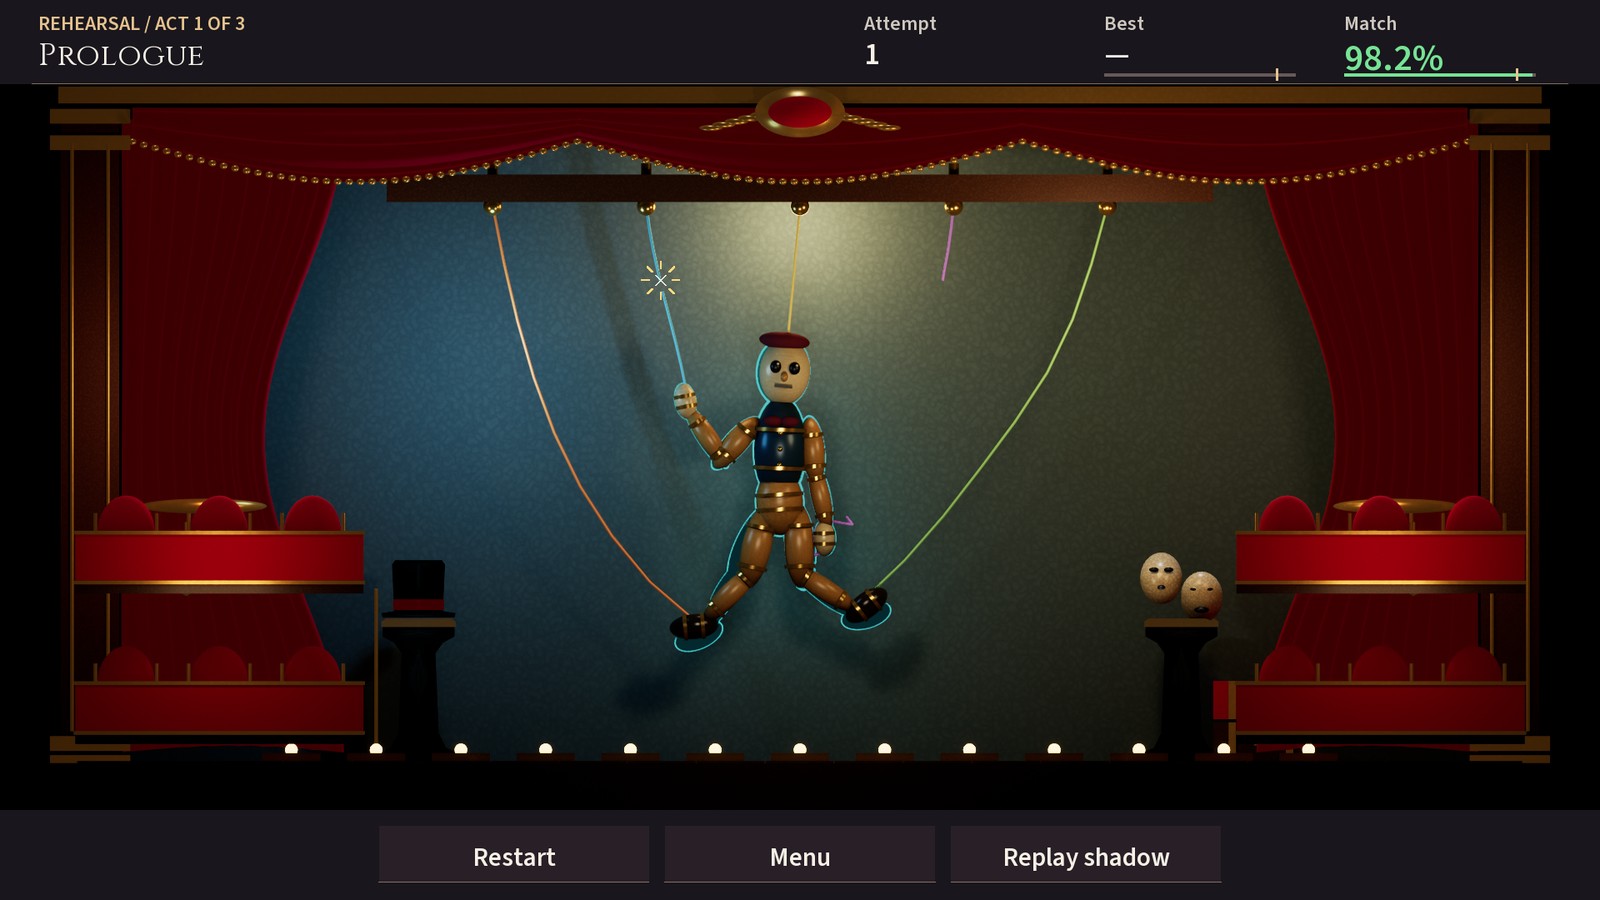 REHEARSAL / ACT 1 OF 3
Prologue
Attempt
1
Best
—
Match
98.2%
Restart
Menu
Replay shadow